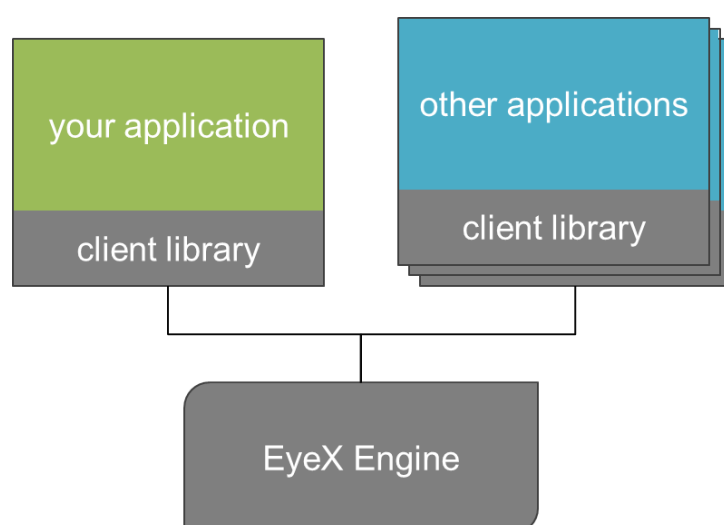 your application
client library
other applications
client library
EyeX Engine